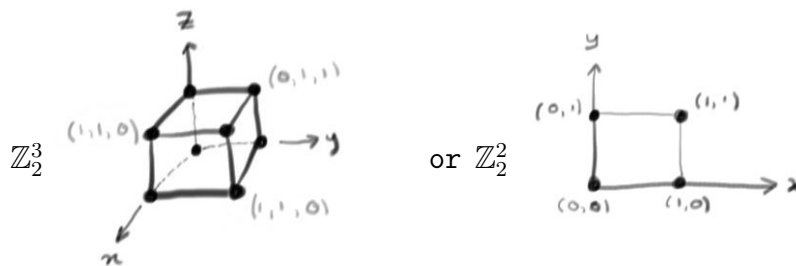 z
(0,1,1)
(1,1,0)
ℤ₂³
y
(1,1,0)
x
or ℤ₂²
y
(0,1)
(1,1)
(0,0)
(1,0)
x